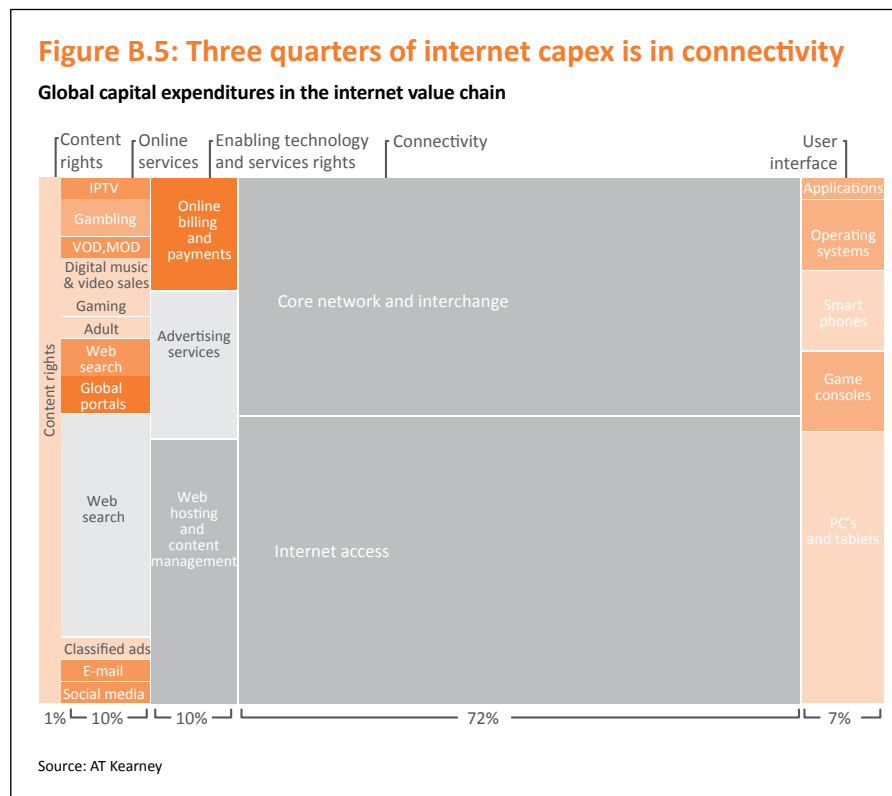 Figure B.5: Three quarters of internet capex is in connectivity
Global capital expenditures in the internet value chain
Content
rights
Online
services
Enabling technology
and services rights
Connectivity
User
interface
Content rights
IPTV
Gambling
VOD,MOD
Digital music
& video sales
Gaming
Adult
Web
search
Global
portals
Web
search
Classified ads
E-mail
Social media
Online
billing
and
payments
Advertising
services
Web
hosting
and
content
management
Core network and interchange
Internet access
Applications
Operating
systems
Smart
phones
Game
consoles
PC's
and tablets
1%
10%
10%
72%
7%
Source: AT Kearney